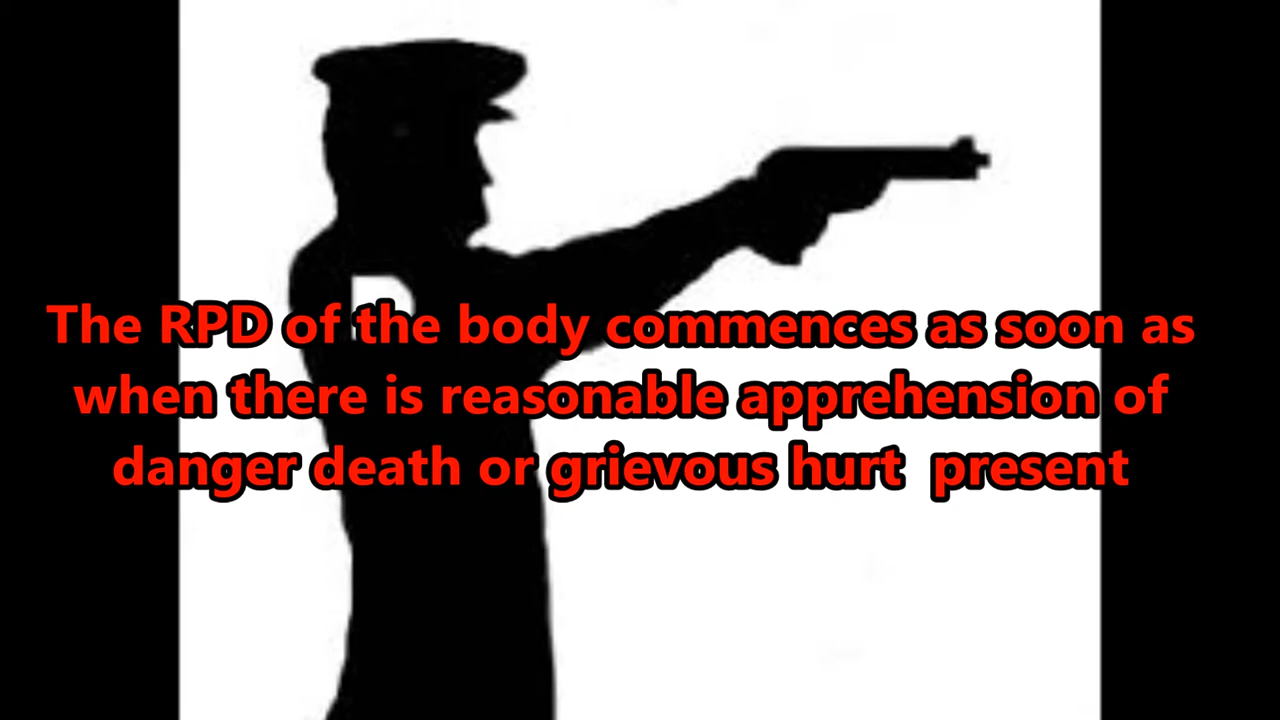 The RPD of the body commences as soon as
when there is reasonable apprehension of
danger death or grievous hurt  present